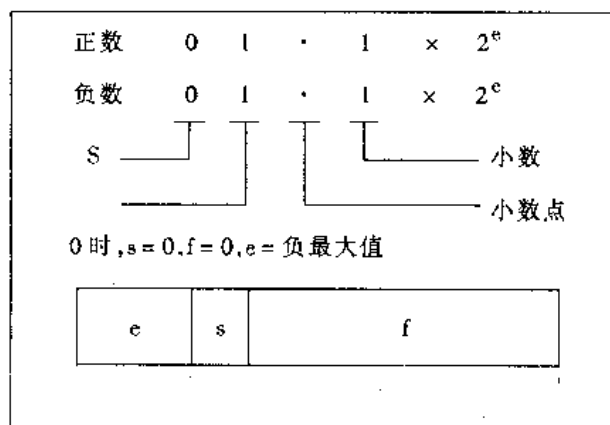 正数 0 1 · 1 × 2^e
负数 0 1 · 1 × 2^e
S 小数
小数点
0时,s=0,f=0,e=负最大值
e s f